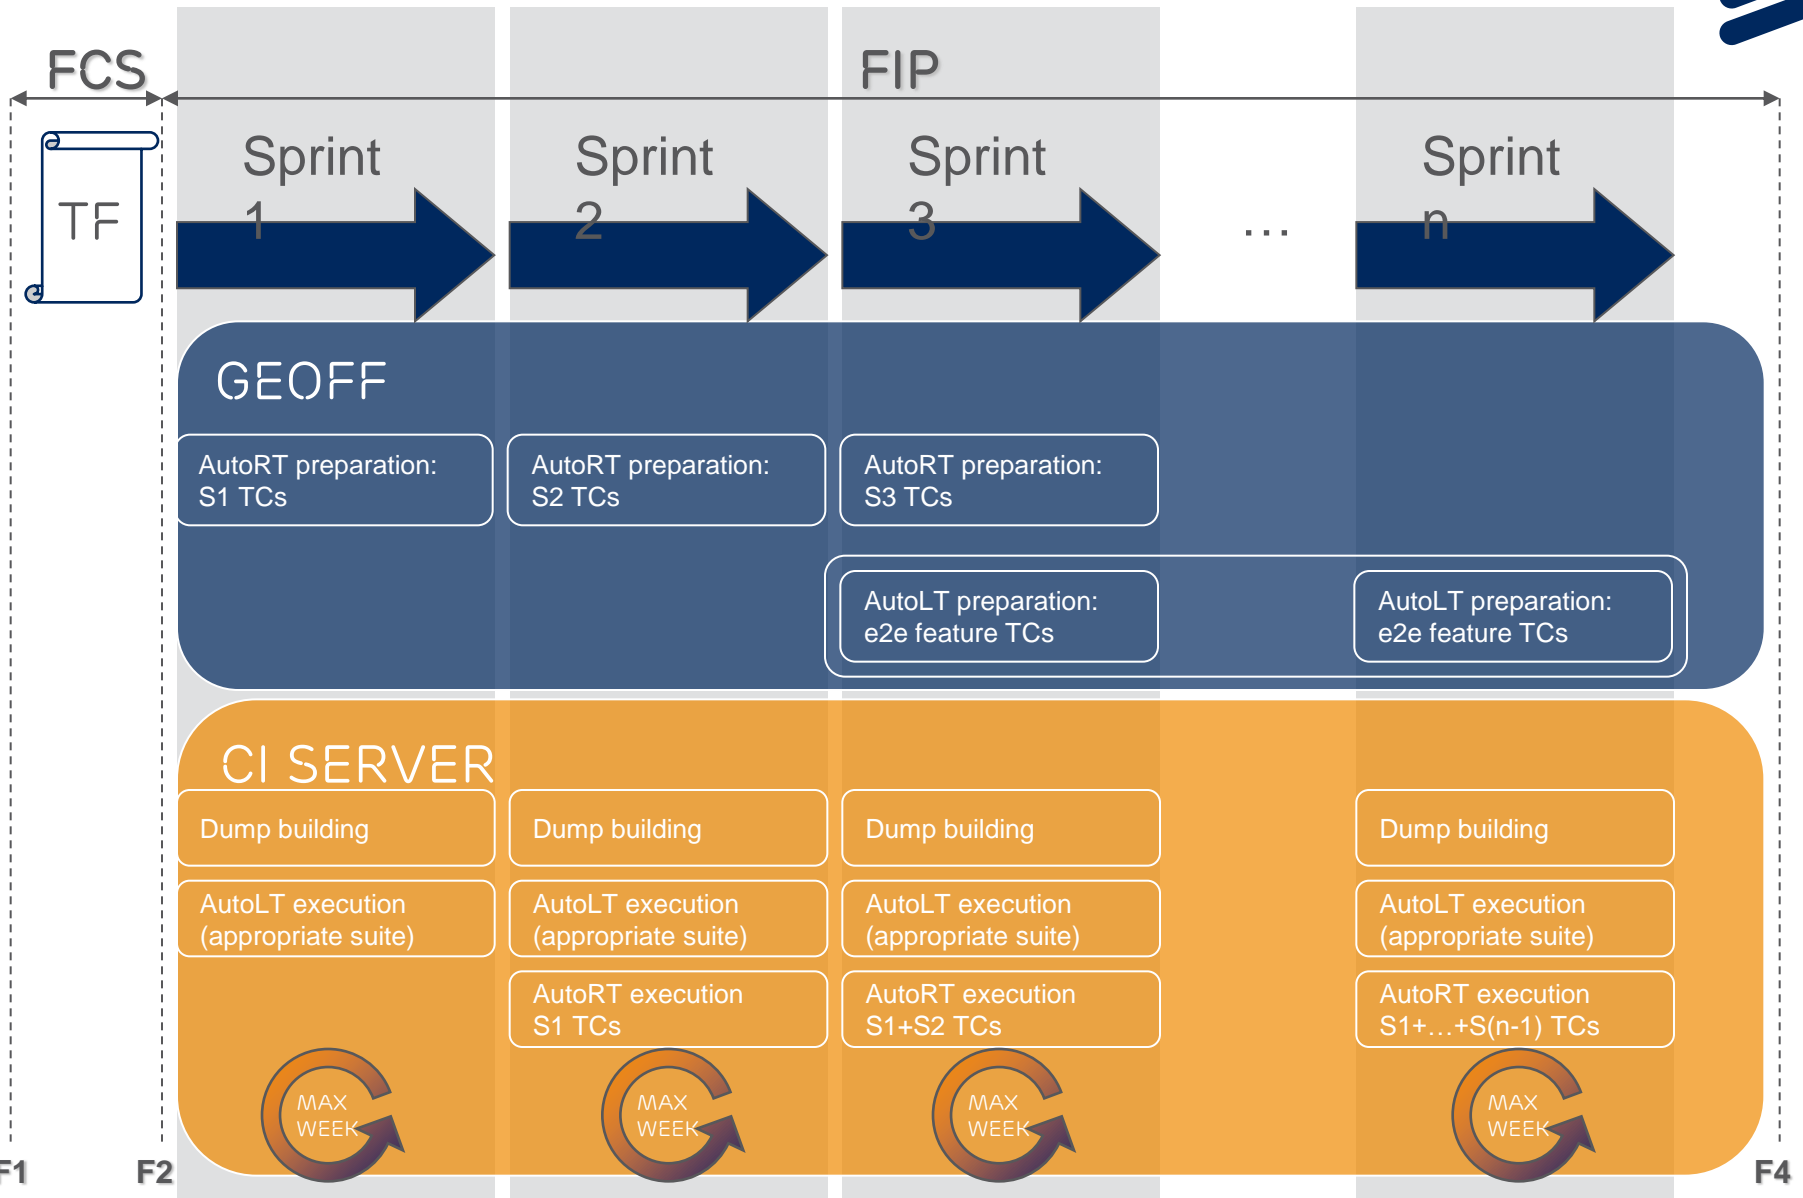 FCS
FIP
TF
Sprint
1
Sprint
2
Sprint
3
...
Sprint
n
GEOFF
AutoRT preparation:
S1 TCs
AutoRT preparation:
S2 TCs
AutoRT preparation:
S3 TCs
AutoLT preparation:
e2e feature TCs
AutoLT preparation:
e2e feature TCs
CI SERVER
Dump building
Dump building
Dump building
Dump building
AutoLT execution
(appropriate suite)
AutoLT execution
(appropriate suite)
AutoLT execution
(appropriate suite)
AutoLT execution
(appropriate suite)
AutoRT execution
S1 TCs
AutoRT execution
S1+S2 TCs
AutoRT execution
S1+…+S(n-1) TCs
MAX
WEEK
MAX
WEEK
MAX
WEEK
MAX
WEEK
F1
F2
F4